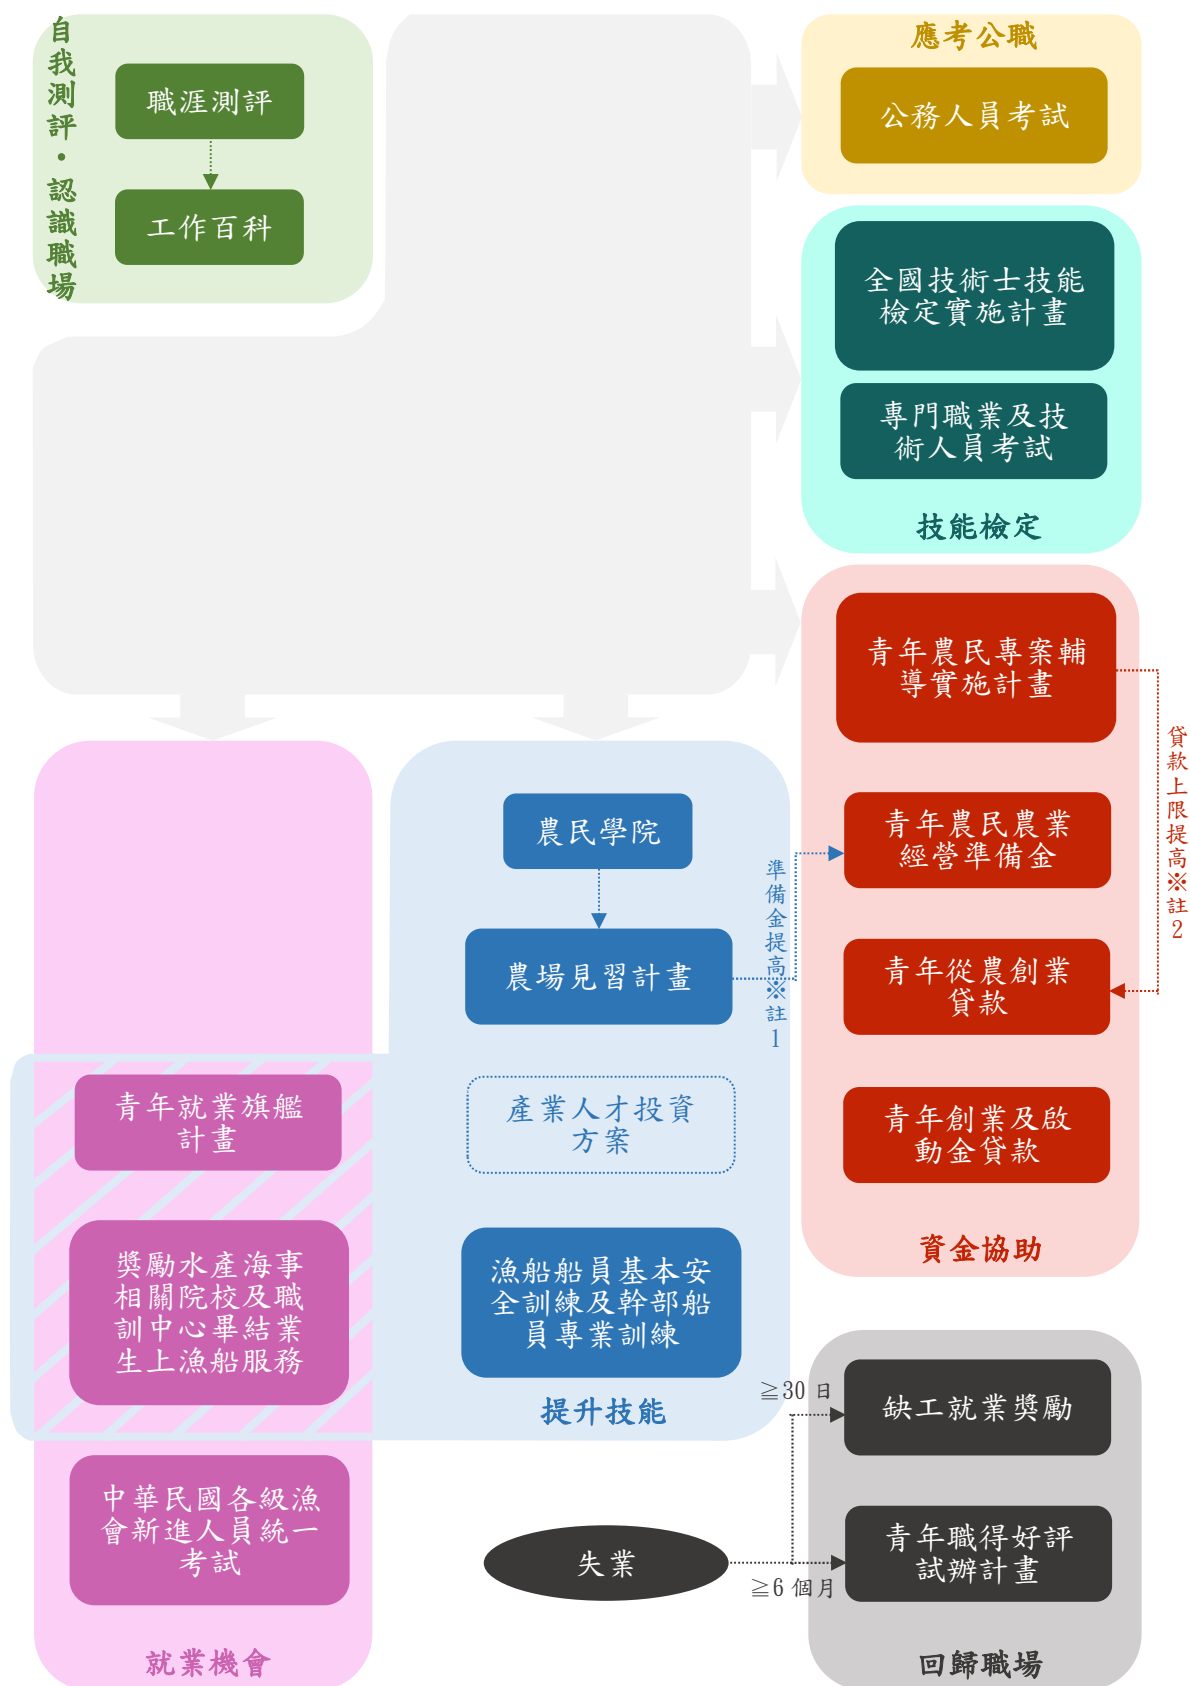 自我測評・認識職場
職涯測評
工作百科
應考公職
公務人員考試
全國技術士技能
檢定實施計畫
專門職業及技
術人員考試
技能檢定
青年農民專案輔
導實施計畫
青年農民農業
經營準備金
青年從農創業
貸款
青年創業及啟
動金貸款
資金協助
貸款上限提高※註2
農民學院
農場見習計畫
準備金提高※註1
產業人才投資
方案
漁船船員基本安
全訓練及幹部船
員專業訓練
提升技能
青年就業旗艦
計畫
獎勵水產海事
相關院校及職
訓中心畢結業
生上漁船服務
中華民國各級漁
會新進人員統一
考試
就業機會
失業
≧30 日
≧6 個月
缺工就業獎勵
青年職得好評
試辦計畫
回歸職場